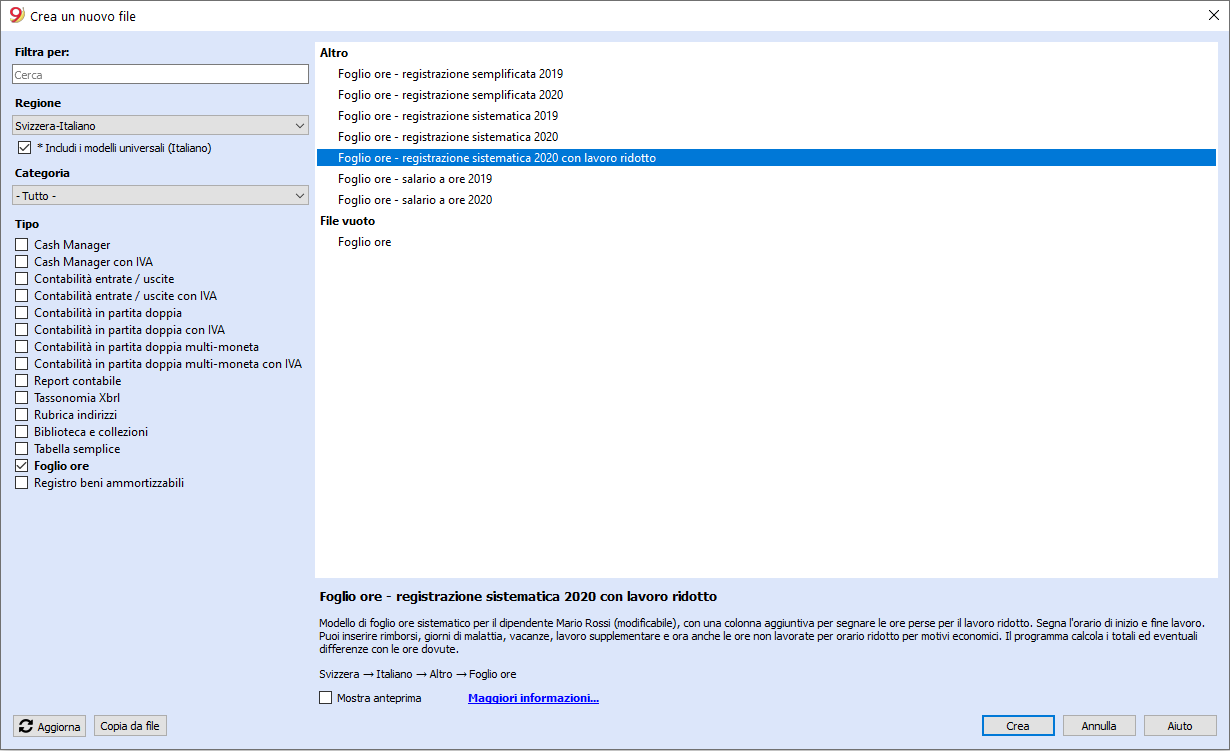 Crea un nuovo file
Filtra per:
Cerca
Regione
Svizzera-Italiano
* Includi i modelli universali (Italiano)
Categoria
- Tutto -
Tipo
Cash Manager
Cash Manager con IVA
Contabilità entrate / uscite
Contabilità entrate / uscite con IVA
Contabilità in partita doppia
Contabilità in partita doppia con IVA
Contabilità in partita doppia multi-moneta
Contabilità in partita doppia multi-moneta con IVA
Report contabile
Tassonomia Xbrl
Rubrica indirizzi
Biblioteca e collezioni
Tabella semplice
Foglio ore
Registro beni ammortizzabili
Altro
Foglio ore - registrazione semplificata 2019
Foglio ore - registrazione semplificata 2020
Foglio ore - registrazione sistematica 2019
Foglio ore - registrazione sistematica 2020
Foglio ore - registrazione sistematica 2020 con lavoro ridotto
Foglio ore - salario a ore 2019
Foglio ore - salario a ore 2020
File vuoto
Foglio ore
Foglio ore - registrazione sistematica 2020 con lavoro ridotto
Modello di foglio ore sistematico per il dipendente Mario Rossi (modificabile), con una colonna aggiuntiva per segnare le ore perse per il lavoro ridotto. Segna l'orario di inizio e fine lavoro.
Puoi inserire rimborsi, giorni di malattia, vacanze, lavoro supplementare e ora anche le ore non lavorate per orario ridotto per motivi economici. Il programma calcola i totali ed eventuali
differenze con le ore dovute.
Svizzera → Italiano → Altro → Foglio ore
Mostra anteprima Maggiori informazioni...
Aggiorna Copia da file Crea Annulla Aiuto